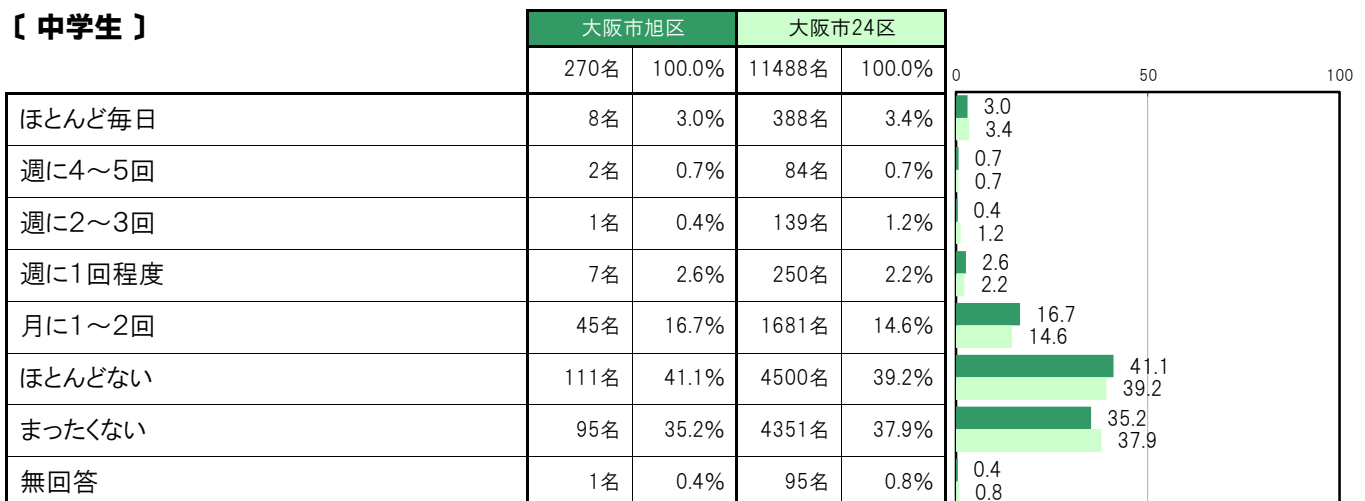 〔 中学生 〕
大阪市旭区 大阪市24区
270名 100.0% 11488名 100.0%
0 50 100
ほとんど毎日 8名 3.0% 388名 3.4%
3.0
3.4
週に4～5回 2名 0.7% 84名 0.7%
0.7
0.7
週に2～3回 1名 0.4% 139名 1.2%
0.4
1.2
週に1回程度 7名 2.6% 250名 2.2%
2.6
2.2
月に1～2回 45名 16.7% 1681名 14.6%
16.7
14.6
ほとんどない 111名 41.1% 4500名 39.2%
41.1
39.2
まったくない 95名 35.2% 4351名 37.9%
35.2
37.9
無回答 1名 0.4% 95名 0.8%
0.4
0.8